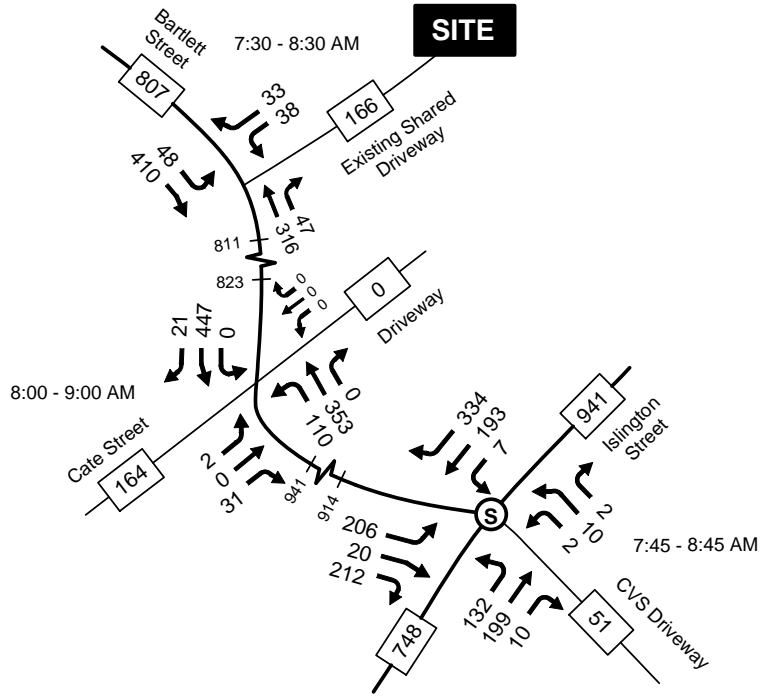 SITE
Bartlett
Street
7:30 - 8:30 AM
807
33
38
166
Existing Shared
Driveway
48
410
47
316
811
823
0
0
0
0
Driveway
21
447
0
8:00 - 9:00 AM
0
353
110
Cate Street
164
2
0
31
941
914
334
193
7
941
Islington
Street
S
206
20
212
2
10
2
7:45 - 8:45 AM
132
199
10
748
51
CVS Driveway